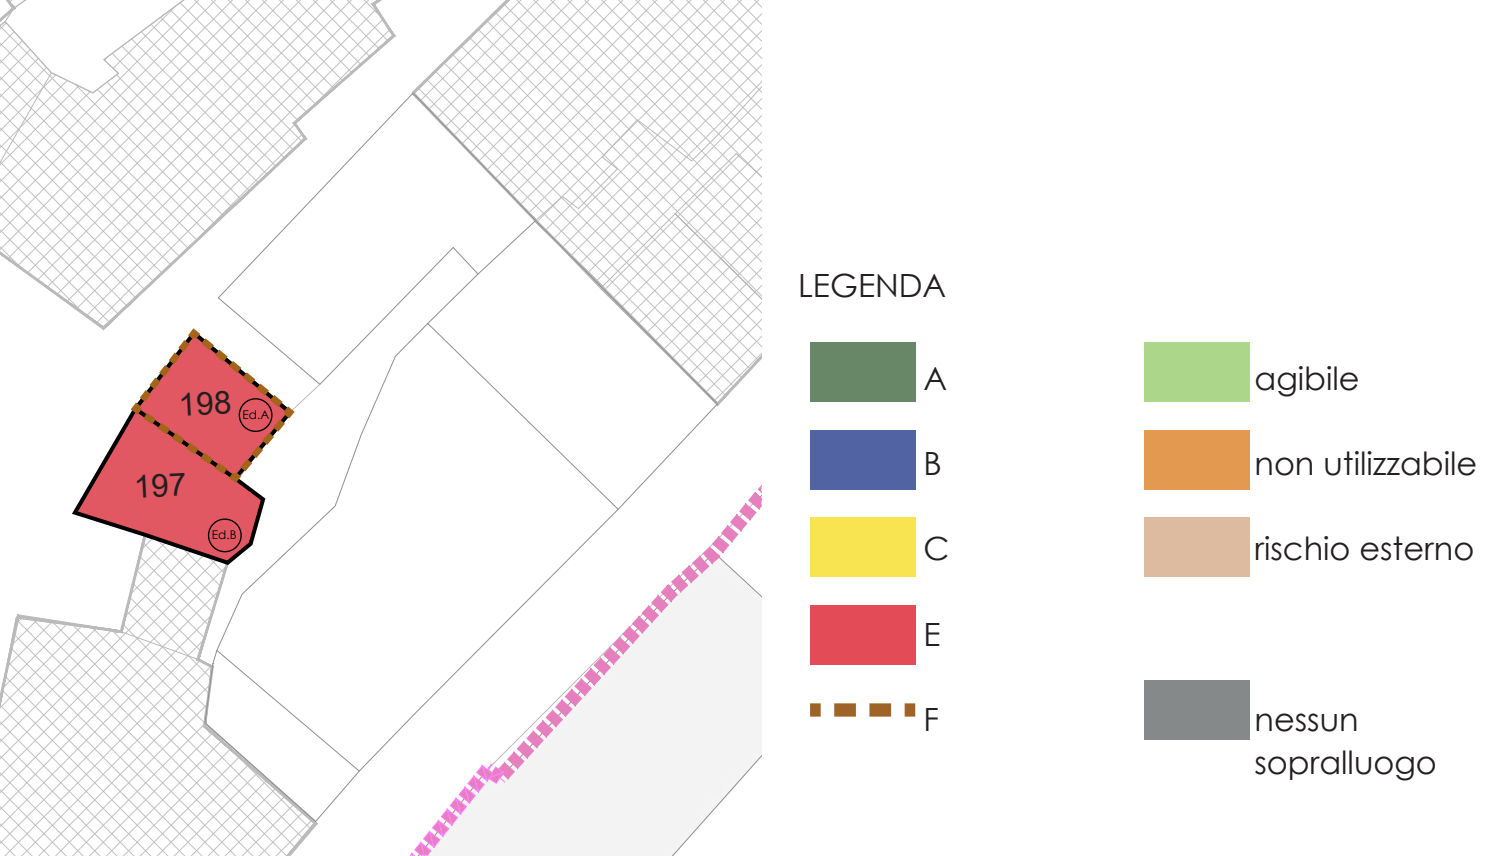 198
Ed.A
197
Ed.B
LEGENDA
A
B
C
E
F
agibile
non utilizzabile
rischio esterno
nessun
sopralluogo